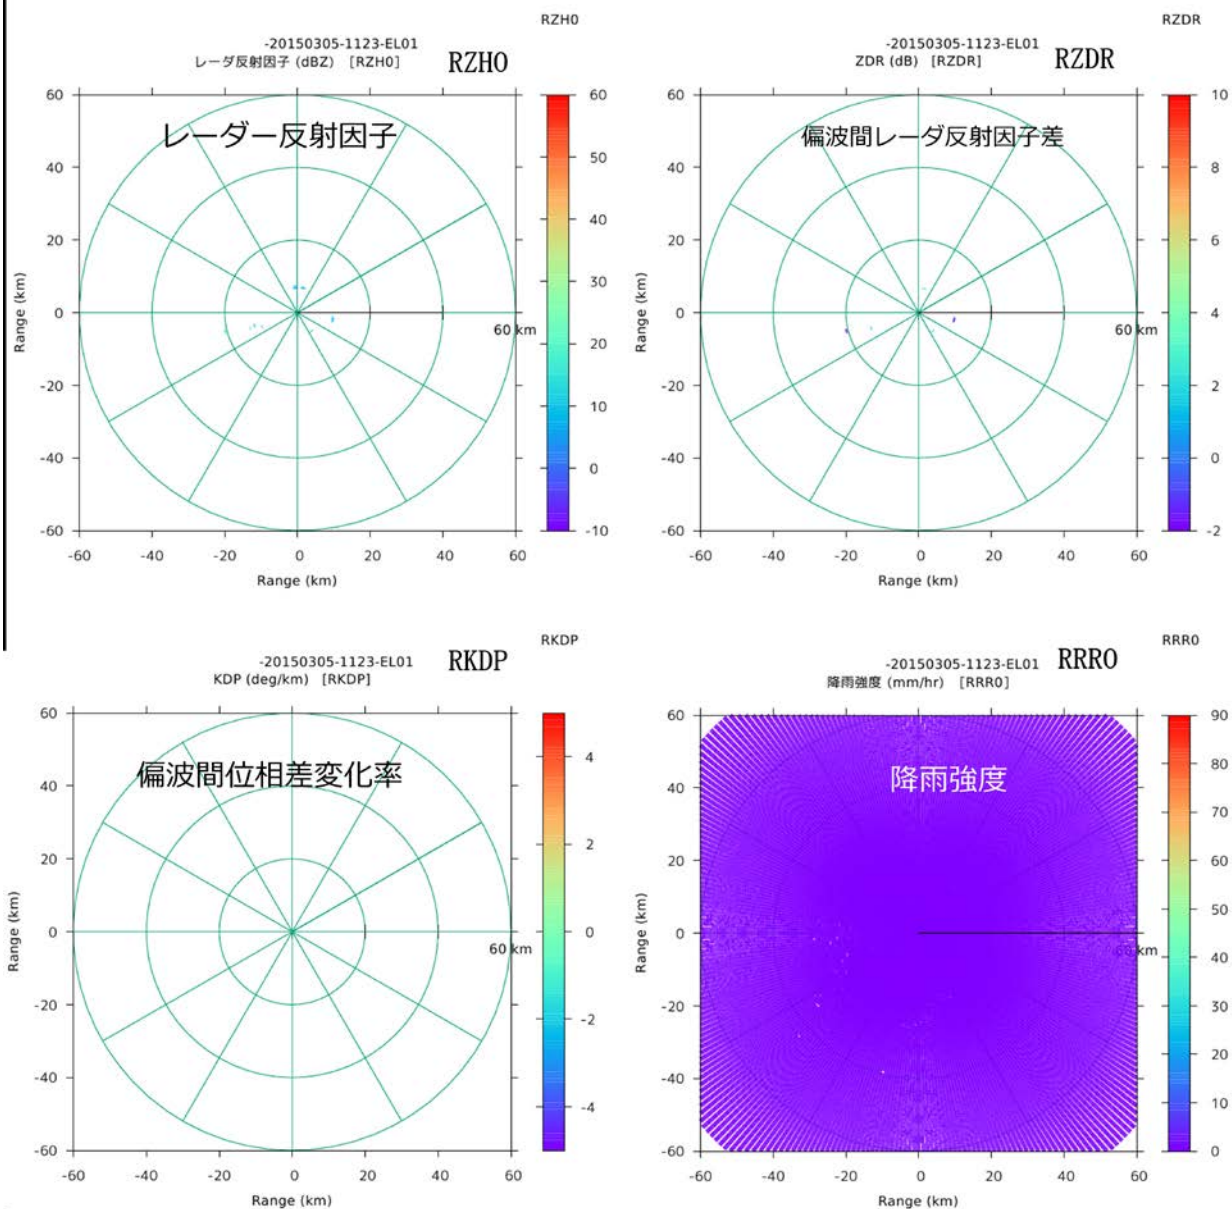 RZH0
-20150305-1123-EL01
レーダ反射因子 (dBZ) [RZH0]
RZHO
レーダー反射因子
60
40
20
0
-20
-40
-60
Range (km)
-60 -40 -20 0 20 40 60
Range (km)
60 km
60
50
40
30
20
10
0
-10
RZDR
-20150305-1123-EL01
ZDR (dB) [RZDR]
RZDR
偏波間レーダ反射因子差
60
40
20
0
-20
-40
-60
Range (km)
-60 -40 -20 0 20 40 60
Range (km)
60 km
10
8
6
4
2
0
-2
RKDP
-20150305-1123-EL01
KDP (deg/km) [RKDP]
RKDP
偏波間位相差変化率
60
40
20
0
-20
-40
-60
Range (km)
-60 -40 -20 0 20 40 60
Range (km)
60 km
4
2
0
-2
-4
RRR0
-20150305-1123-EL01
降雨強度 (mm/hr) [RRR0]
RRRO
降雨強度
60
40
20
0
-20
-40
-60
Range (km)
-60 -40 -20 0 20 40 60
Range (km)
60 km
90
80
70
60
50
40
30
20
10
0